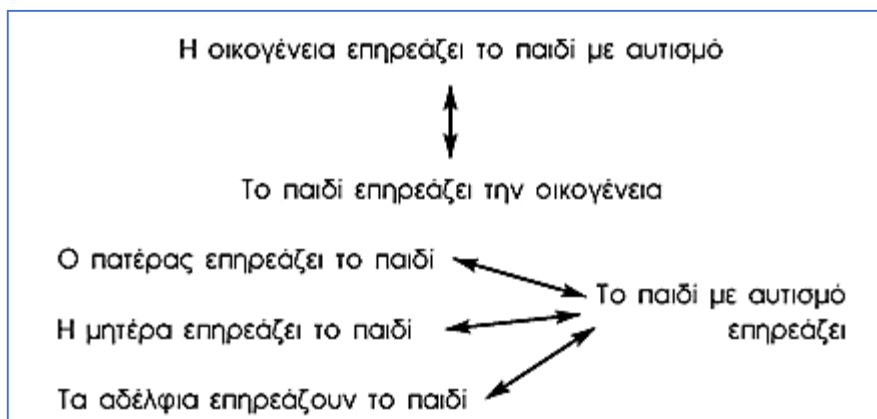 Η οικογένεια επηρεάζει το παιδί με αυτισμό
Το παιδί επηρεάζει την οικογένεια
Ο πατέρας επηρεάζει το παιδί
Η μητέρα επηρεάζει το παιδί
Τα αδέλφια επηρεάζουν το παιδί
Το παιδί με αυτισμό
επηρεάζει